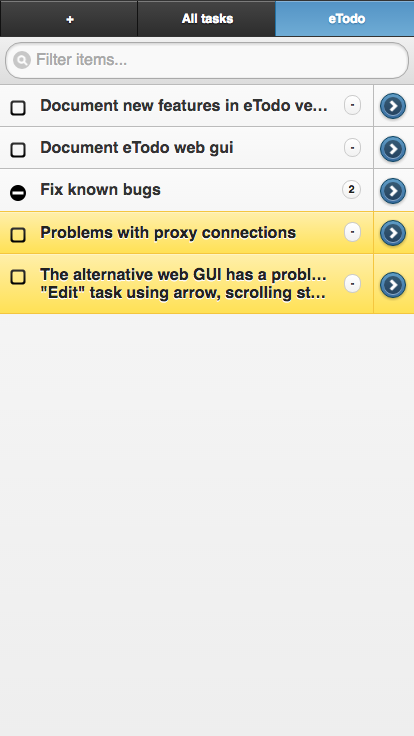 +
All tasks
eTodo
Filter items...
Document new features in eTodo ve...
-
Document eTodo web gui
-
Fix known bugs
2
Problems with proxy connections
-
The alternative web GUI has a probl...
"Edit" task using arrow, scrolling st...
-